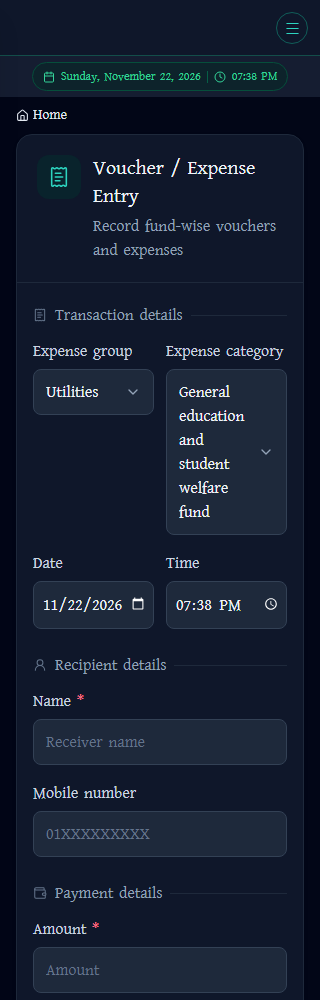 Sunday, November 22, 2026 | 07:38 PM
Home
Voucher / Expense
Entry
Record fund-wise vouchers
and expenses
Transaction details
Expense group
Expense category
Utilities
General
education
and
student
welfare
fund
Date
Time
11/22/2026
07:38 PM
Recipient details
Name *
Receiver name
Mobile number
01XXXXXXXXX
Payment details
Amount *
Amount